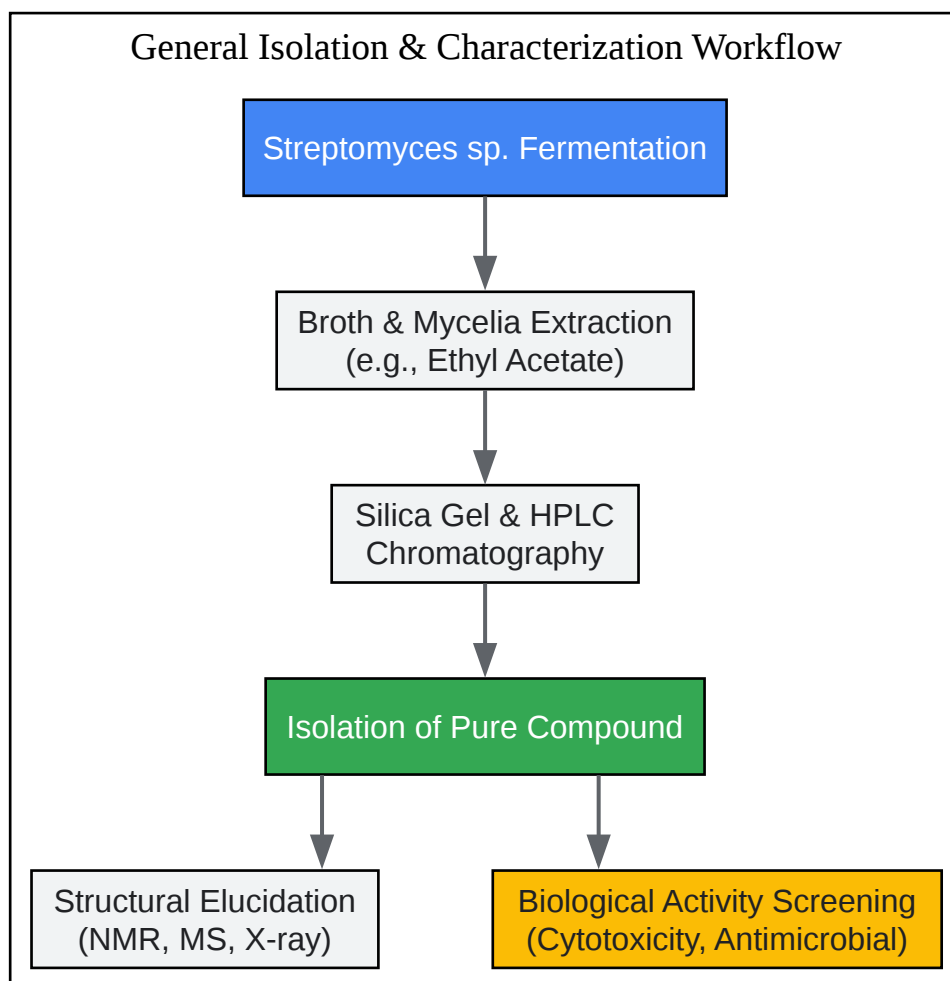 General Isolation & Characterization Workflow
Streptomyces sp. Fermentation
Broth & Mycelia Extraction
(e.g., Ethyl Acetate)
Silica Gel & HPLC
Chromatography
Isolation of Pure Compound
Structural Elucidation
(NMR, MS, X-ray)
Biological Activity Screening
(Cytotoxicity, Antimicrobial)